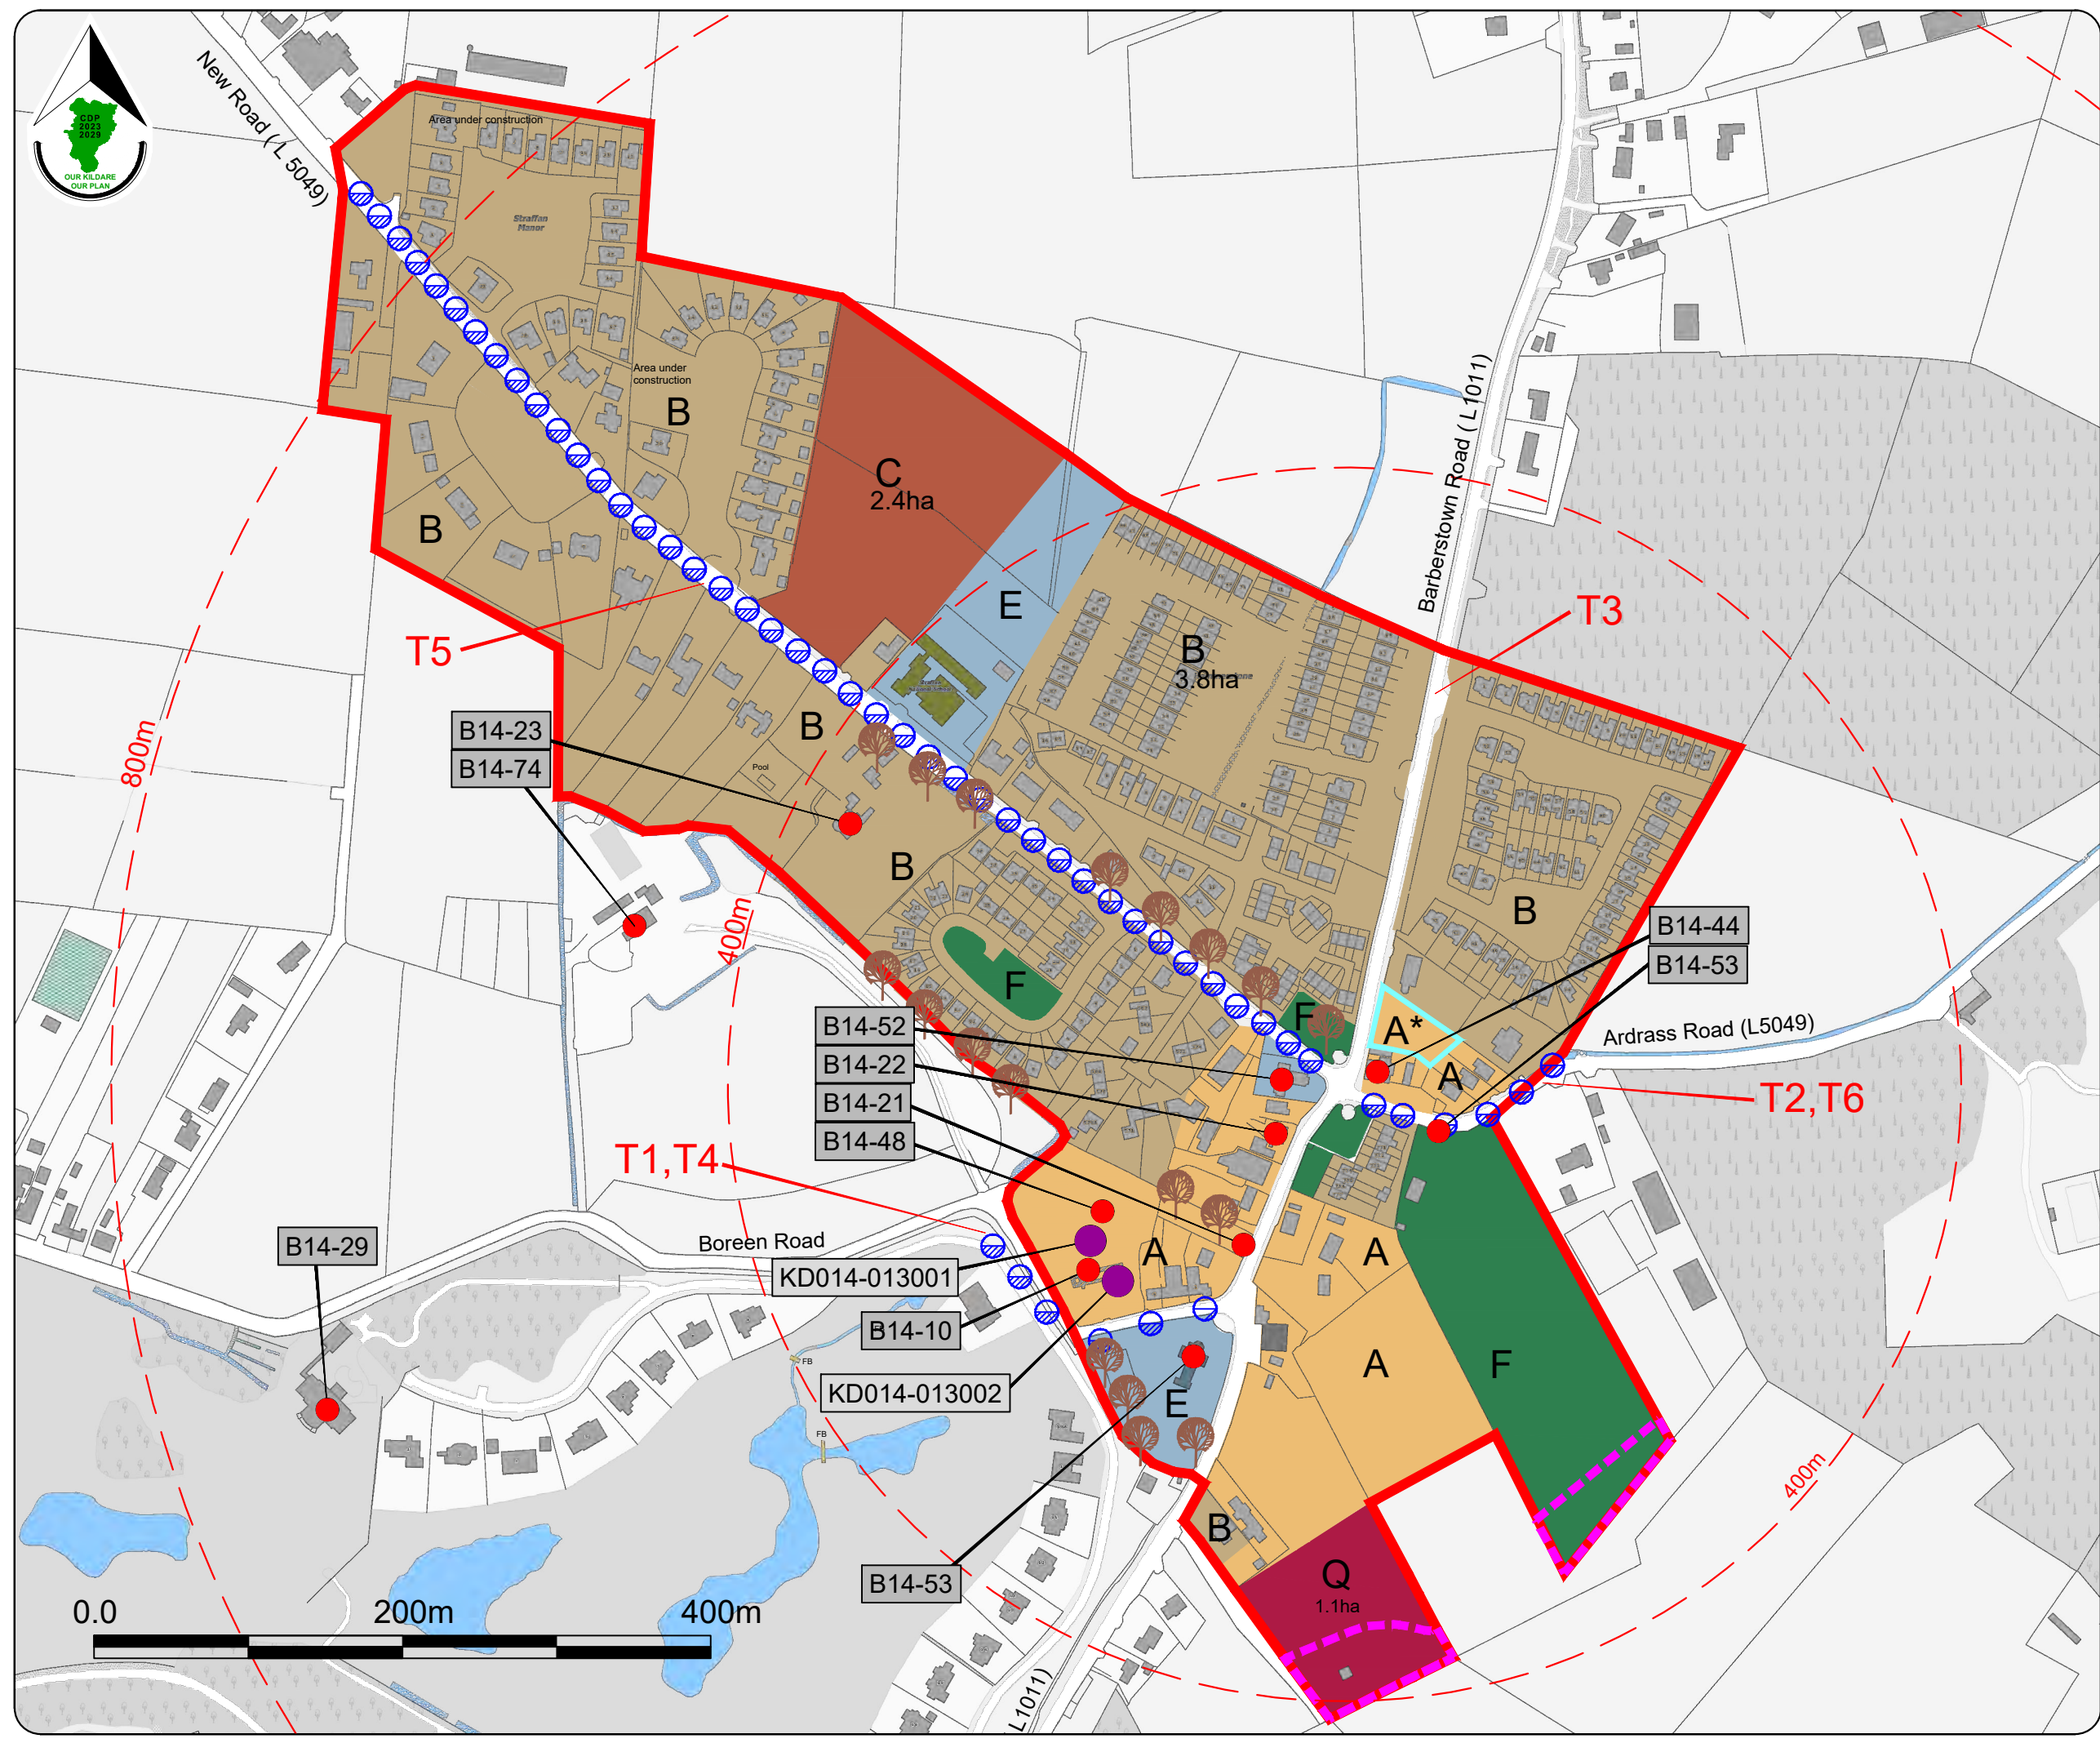 CDP
2023
2029
OUR KILDARE
OUR PLAN
New Road ( L 5049)
Area under construction
Straffan
Manor
Area under
construction
B
B
C
2.4ha
E
B
3.8ha
Barberstown Road ( L1011)
T3
T5
800m
B14-23
B14-74
B
Pool
B
400m
F
B
B14-44
B14-53
Ardrass Road (L5049)
F
A*
A
T2,T6
B14-52
B14-22
B14-21
B14-48
T1,T4
B14-29
Boreen Road
KD014-013001
A
A
B14-10
KD014-013002
FB
FB
E
A
F
400m
B14-53
B
Q
1.1ha
0.0 200m 400m
L1011)